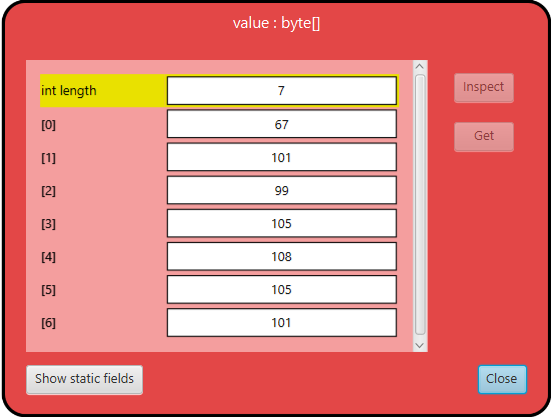 value : byte[]
int length 7
[0] 67
[1] 101
[2] 99
[3] 105
[4] 108
[5] 105
[6] 101
Inspect
Get
Show static fields
Close